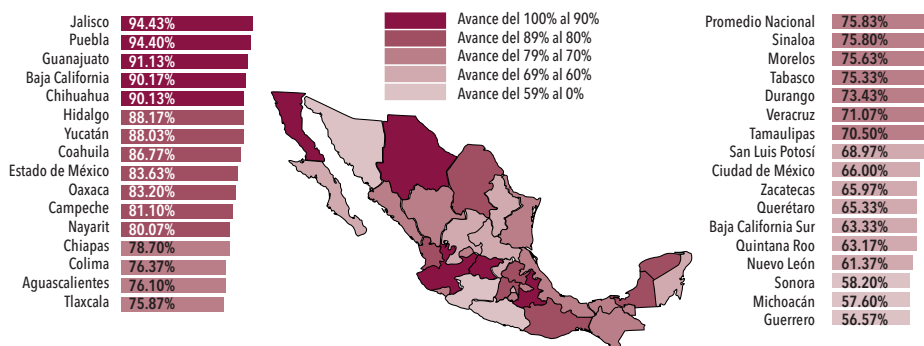 Jalisco 94.43%
Puebla 94.40%
Guanajuato 91.13%
Baja California 90.17%
Chihuahua 90.13%
Hidalgo 88.17%
Yucatán 88.03%
Coahuila 86.77%
Estado de México 83.63%
Oaxaca 83.20%
Campeche 81.10%
Nayarit 80.07%
Chiapas 78.70%
Colima 76.37%
Aguascalientes 76.10%
Tlaxcala 75.87%
Avance del 100% al 90%
Avance del 89% al 80%
Avance del 79% al 70%
Avance del 69% al 60%
Avance del 59% al 0%
Promedio Nacional 75.83%
Sinaloa 75.80%
Morelos 75.63%
Tabasco 75.33%
Durango 73.43%
Veracruz 71.07%
Tamaulipas 70.50%
San Luis Potosí 68.97%
Ciudad de México 66.00%
Zacatecas 65.97%
Querétaro 65.33%
Baja California Sur 63.33%
Quintana Roo 63.17%
Nuevo León 61.37%
Sonora 58.20%
Michoacán 57.60%
Guerrero 56.57%